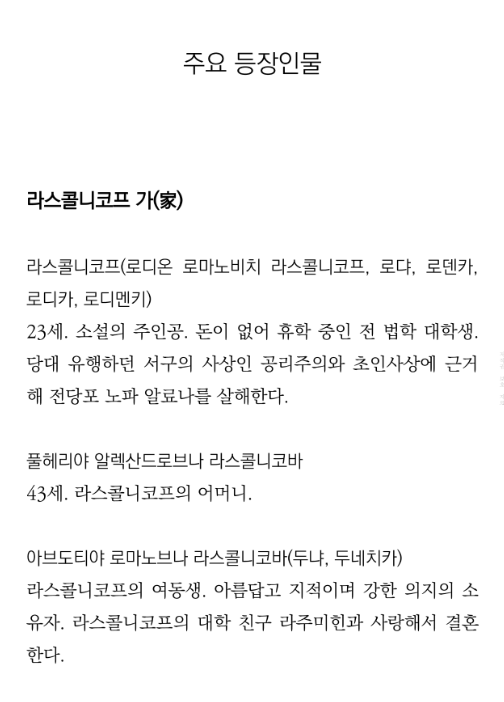 주요 등장인물
라스콜니코프 가(家)
라스콜니코프(로디온 로마노비치 라스콜니코프, 로댜, 로덴카,
로디카, 로디멘키)
23세. 소설의 주인공. 돈이 없어 휴학 중인 전 법학 대학생.
당대 유행하던 서구의 사상인 공리주의와 초인사상에 근거
해 전당포 노파 알료나를 살해한다.
풀헤리야 알렉산드로브나 라스콜니코바
43세. 라스콜니코프의 어머니.
아브도티야 로마노브나 라스콜니코바(두냐, 두네치카)
라스콜니코프의 여동생. 아름답고 지적이며 강한 의지의 소
유자. 라스콜니코프의 대학 친구 라주미힌과 사랑해서 결혼
한다.